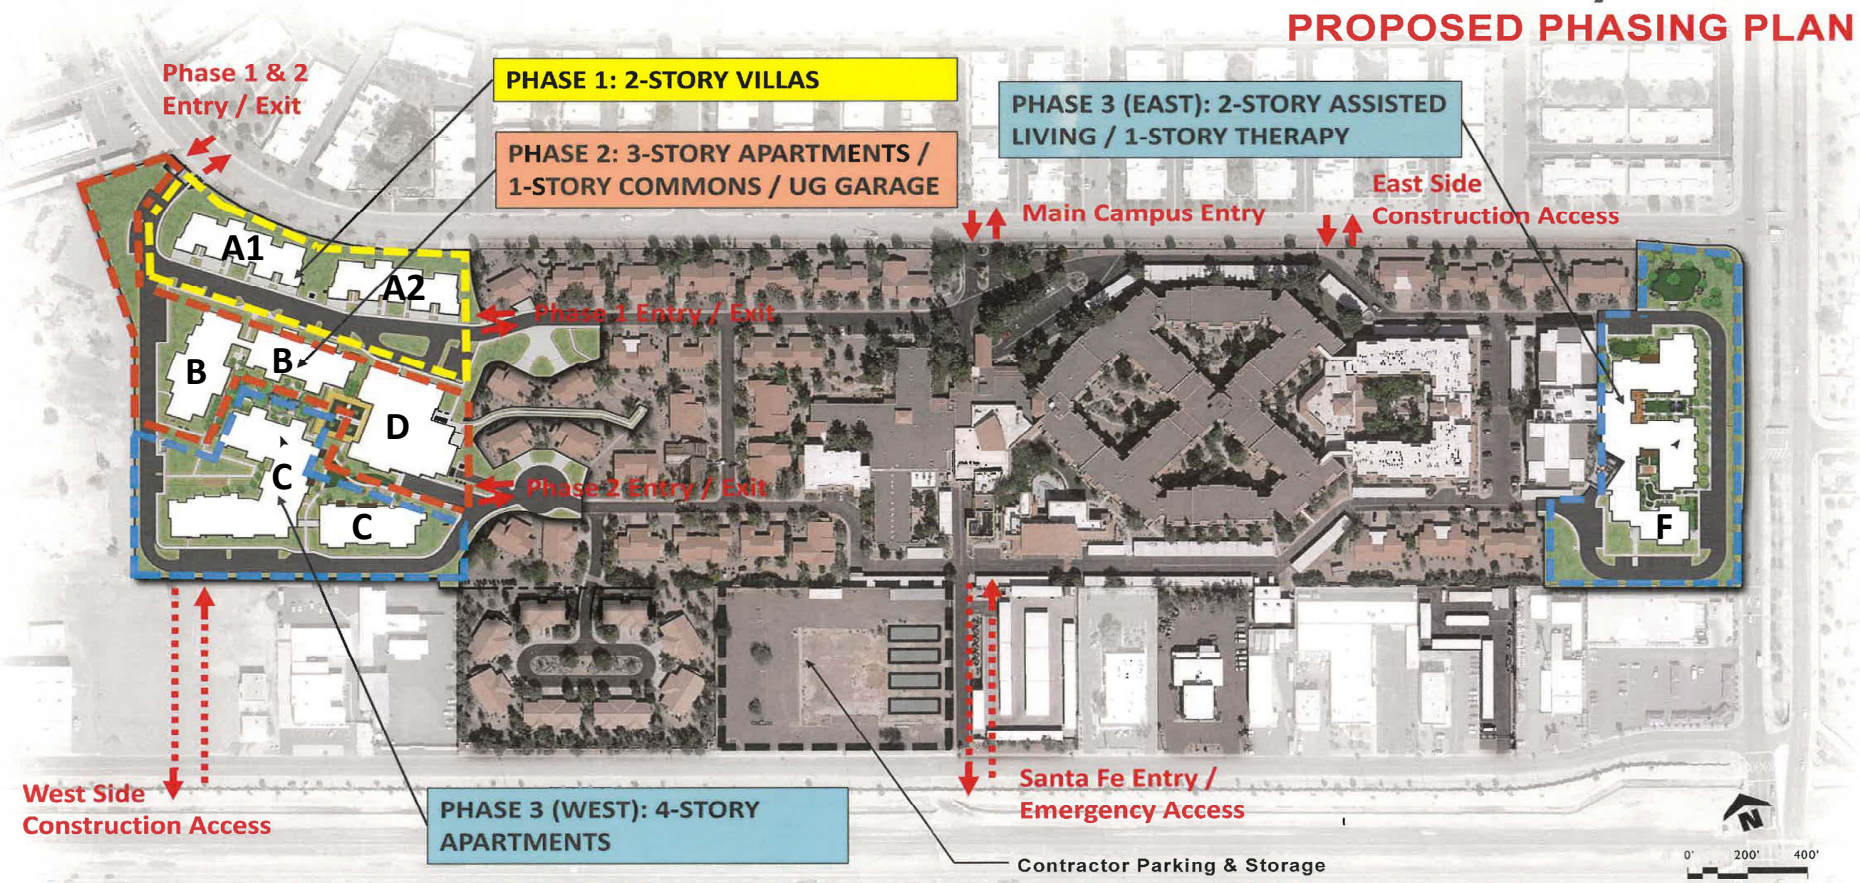 PROPOSED PHASING PLAN
Phase 1 & 2
Entry / Exit
PHASE 1: 2-STORY VILLAS
PHASE 2: 3-STORY APARTMENTS /
1-STORY COMMONS / UG GARAGE
PHASE 3 (EAST): 2-STORY ASSISTED
LIVING / 1-STORY THERAPY
East Side
Construction Access
Main Campus Entry
A1
A2
Phase 1 Entry / Exit
B
B
D
C
Phase 2 Entry / Exit
C
F
West Side
Construction Access
PHASE 3 (WEST): 4-STORY
APARTMENTS
Santa Fe Entry /
Emergency Access
Contractor Parking & Storage
N
0' 200' 400'